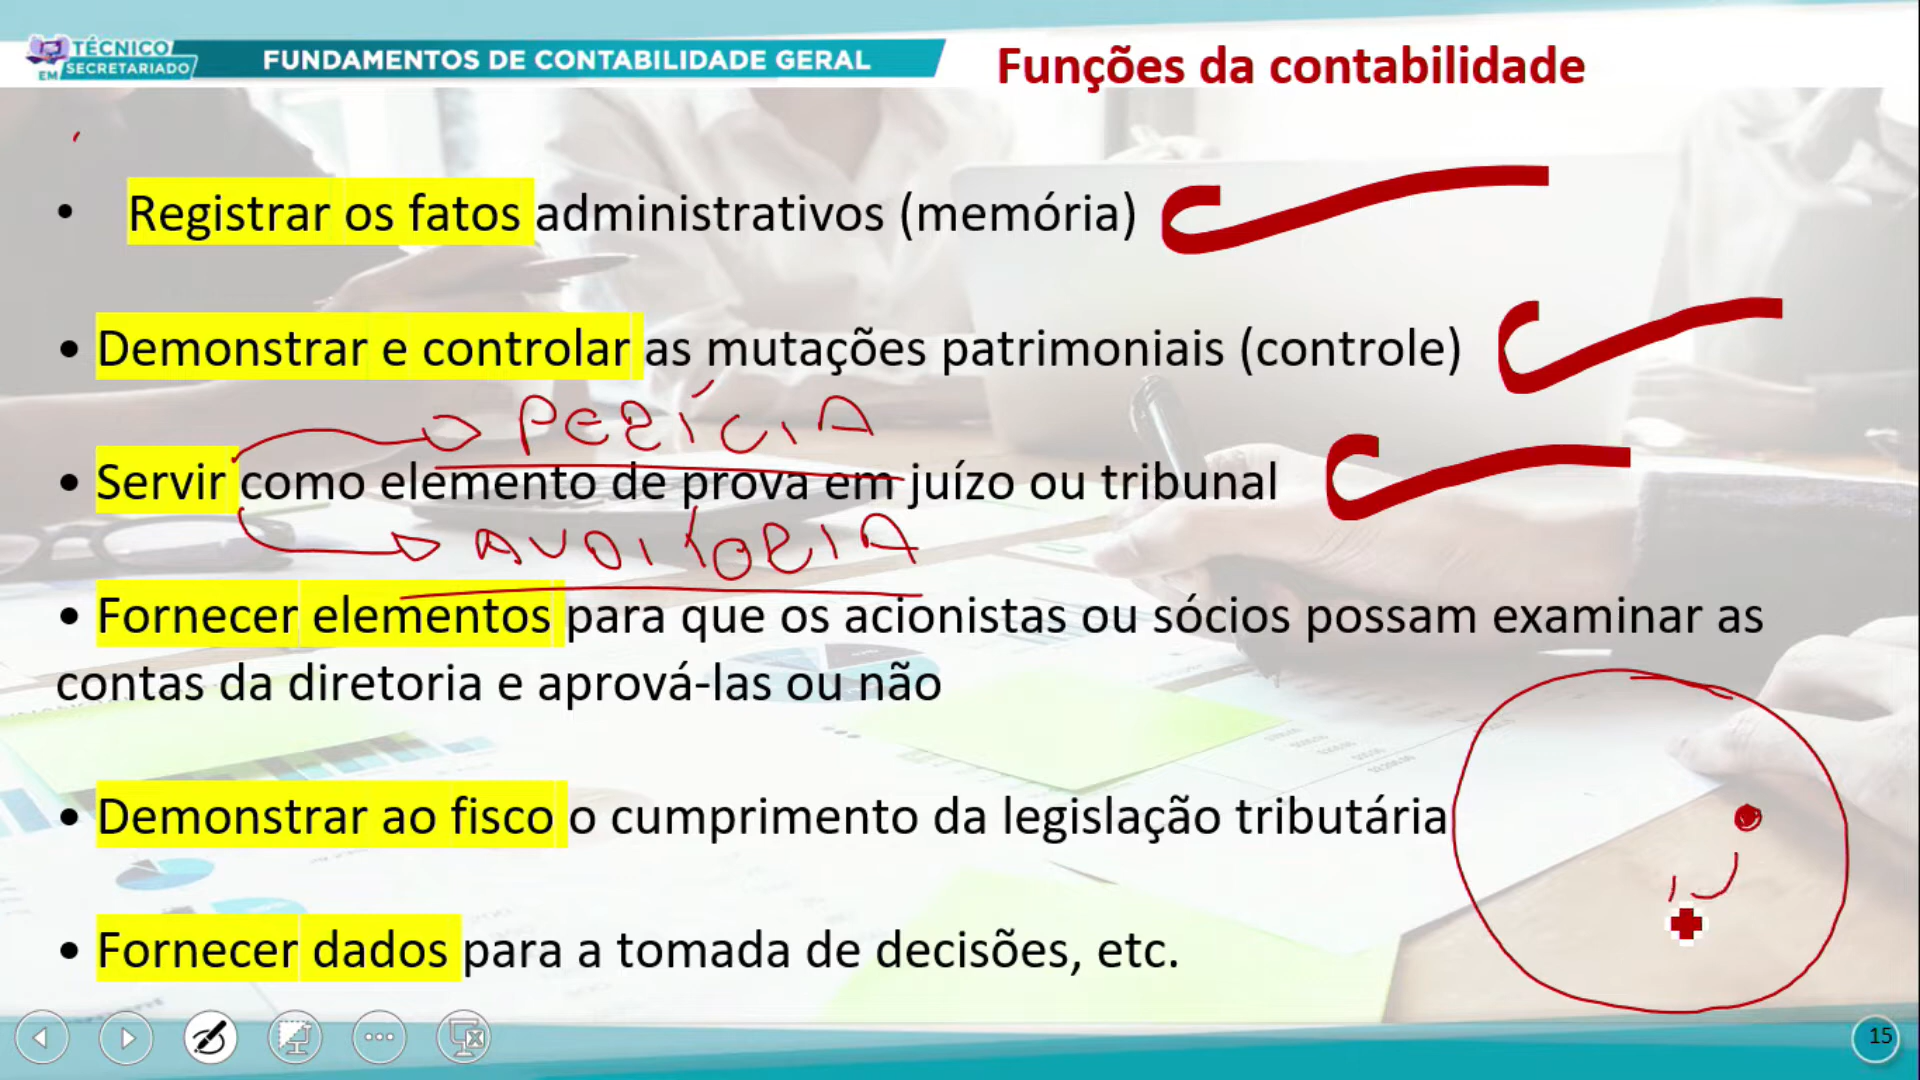 TÉCNICO
EM SECRETARIADO
FUNDAMENTOS DE CONTABILIDADE GERAL
Funções da contabilidade
• Registrar os fatos administrativos (memória)
• Demonstrar e controlar as mutações patrimoniais (controle)
PERÍCIA
• Servir como elemento de prova em juízo ou tribunal
AUDITORIA
• Fornecer elementos para que os acionistas ou sócios possam examinar as
contas da diretoria e aprová-las ou não
• Demonstrar ao fisco o cumprimento da legislação tributária
• Fornecer dados para a tomada de decisões, etc.
15